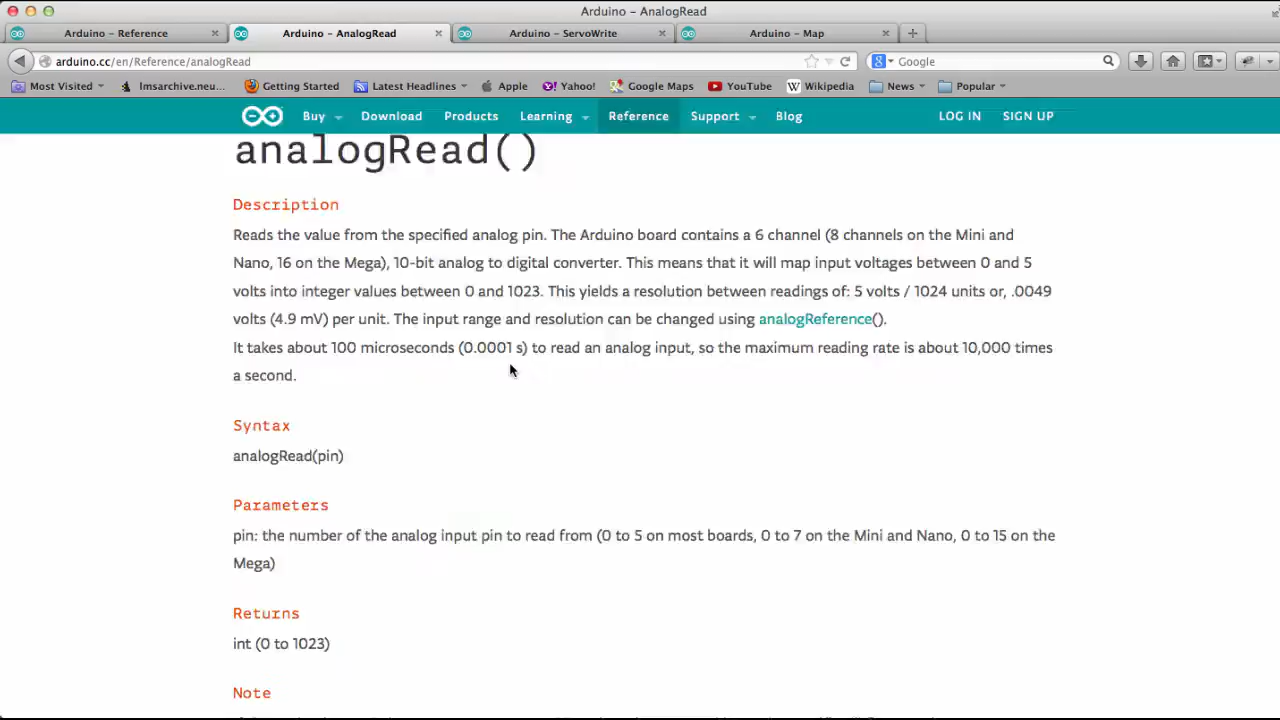 Arduino - AnalogRead
Arduino - Reference
Arduino - AnalogRead
Arduino - ServoWrite
Arduino - Map
arduino.cc/en/Reference/analogRead
Google
Most Visited
lmsarchive.neu...
Getting Started
Latest Headlines
Apple
Yahoo!
Google Maps
YouTube
Wikipedia
News
Popular
Buy
Download
Products
Learning
Reference
Support
Blog
LOG IN
SIGN UP
analogRead()
Description
Reads the value from the specified analog pin. The Arduino board contains a 6 channel (8 channels on the Mini and
Nano, 16 on the Mega), 10-bit analog to digital converter. This means that it will map input voltages between 0 and 5
volts into integer values between 0 and 1023. This yields a resolution between readings of: 5 volts / 1024 units or, .0049
volts (4.9 mV) per unit. The input range and resolution can be changed using analogReference().
It takes about 100 microseconds (0.0001 s) to read an analog input, so the maximum reading rate is about 10,000 times
a second.
Syntax
analogRead(pin)
Parameters
pin: the number of the analog input pin to read from (0 to 5 on most boards, 0 to 7 on the Mini and Nano, 0 to 15 on the
Mega)
Returns
int (0 to 1023)
Note